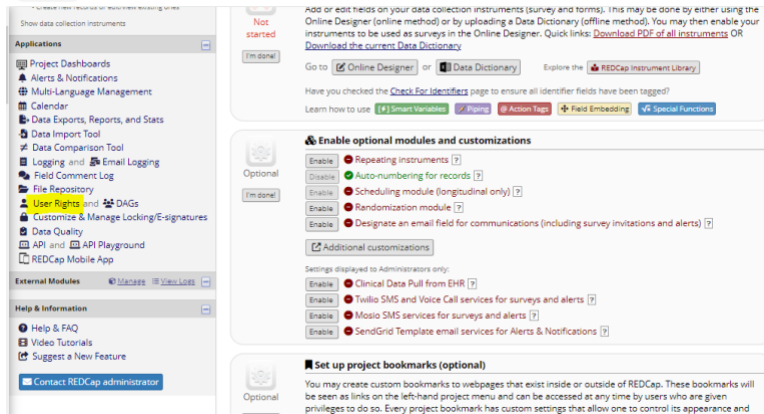 Create new records or edit/view existing ones
Show data collection instruments
Applications
Project Dashboards
Alerts & Notifications
Multi-Language Management
Calendar
Data Exports, Reports, and Stats
Data Import Tool
Data Comparison Tool
Logging and Email Logging
Field Comment Log
File Repository
User Rights and DAGs
Customize & Manage Locking/E-signatures
Data Quality
API and API Playground
REDCap Mobile App
External Modules Manage View Logs
Help & Information
Help & FAQ
Video Tutorials
Suggest a New Feature
Contact REDCap administrator
Not
started
I'm done!
Add or edit fields on your data collection instruments (survey and forms). This may be done by either using the
Online Designer (online method) or by uploading a Data Dictionary (offline method). You may then enable your
instruments to be used as surveys in the Online Designer. Quick links: Download PDF of all instruments OR
Download the current Data Dictionary
Go to Online Designer or Data Dictionary Explore the REDCap Instrument Library
Have you checked the Check For Identifiers page to ensure all identifier fields have been tagged?
Learn how to use [⚡] Smart Variables Piping @ Action Tags Field Embedding Special Functions
Optional
I'm done!
Enable optional modules and customizations
Enable Repeating instruments ?
Disable Auto-numbering for records ?
Enable Scheduling module (longitudinal only) ?
Enable Randomization module ?
Enable Designate an email field for communications (including survey invitations and alerts) ?
Additional customizations
Settings displayed to Administrators only:
Enable Clinical Data Pull from EHR ?
Enable Twilio SMS and Voice Call services for surveys and alerts ?
Enable Mosio SMS services for surveys and alerts ?
Enable SendGrid Template email services for Alerts & Notifications ?
Optional
Set up project bookmarks (optional)
You may create custom bookmarks to webpages that exist inside or outside of REDCap. These bookmarks will
be seen as links on the left-hand project menu and can be accessed at any time by users who are given
privileges to do so. Every project bookmark has custom settings that allow one to control its appearance and